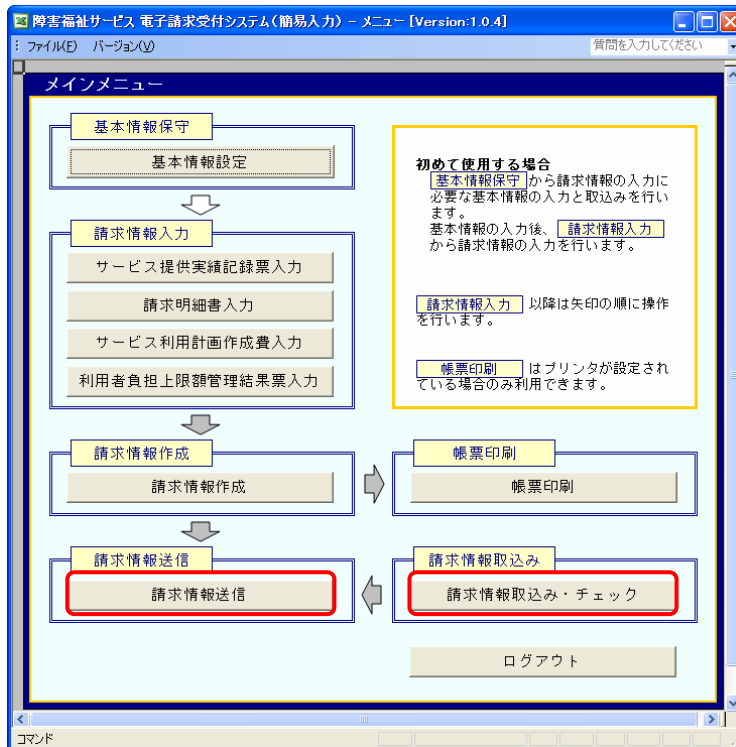 障害福祉サービス 電子請求受付システム(簡易入力) - メニュー [Version:1.0.4]
ファイル(F) バージョン(V)
質問を入力してください
メインメニュー
基本情報保守
基本情報設定
請求情報入力
サービス提供実績記録票入力
請求明細書入力
サービス利用計画作成費入力
利用者負担上限額管理結果票入力
初めて使用する場合
基本情報保守 から請求情報の入力に
必要な基本情報の入力と取込みを行い
ます。
基本情報の入力後、 請求情報入力
から請求情報の入力を行います。
請求情報入力 以降は矢印の順に操作
を行います。
帳票印刷 はプリンタが設定され
ている場合のみ利用できます。
請求情報作成
請求情報作成
帳票印刷
帳票印刷
請求情報送信
請求情報送信
請求情報取込み
請求情報取込み・チェック
ログアウト
コマンド